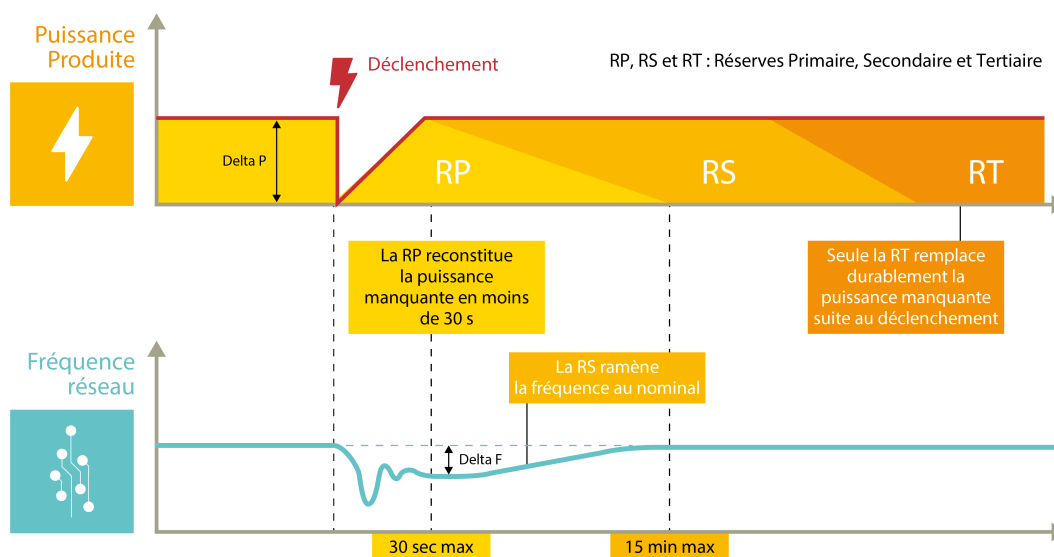 Puissance
Produite
Déclenchement
RP, RS et RT : Réserves Primaire, Secondaire et Tertiaire
Delta P
RP
RS
RT
La RP reconstitue
la puissance
manquante en moins
de 30 s
Seule la RT remplace
durablement la
puissance manquante
suite au déclenchement
Fréquence
réseau
La RS ramène
la fréquence au nominal
Delta F
30 sec max
15 min max